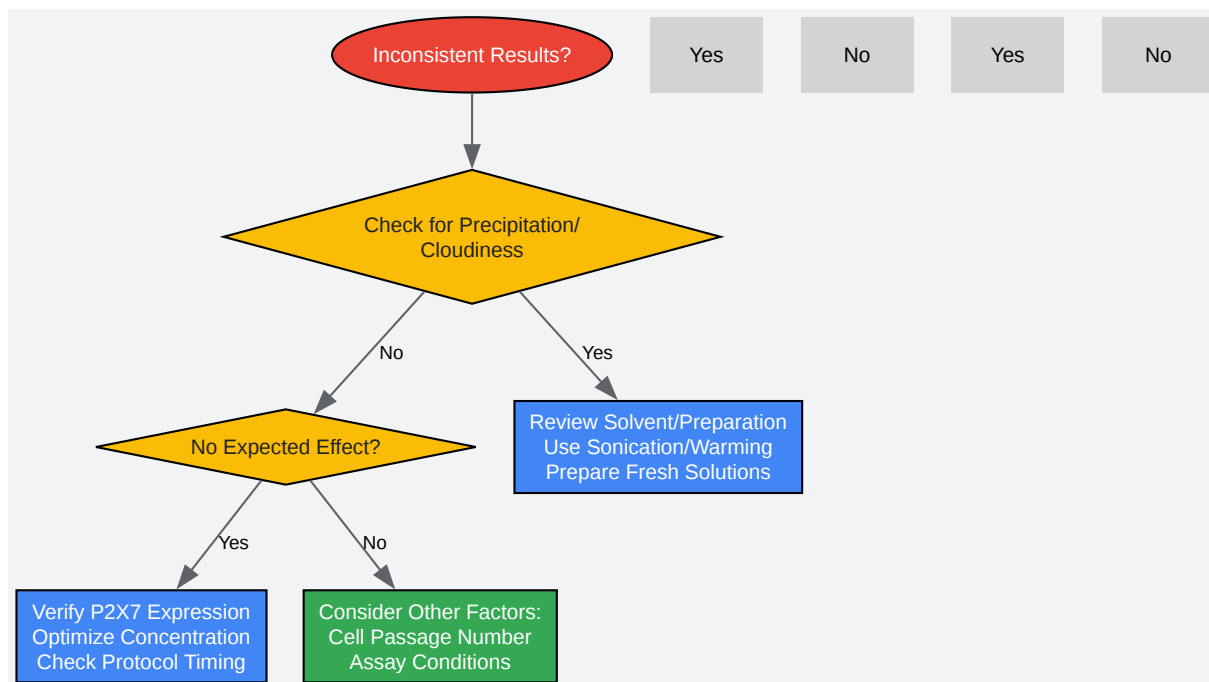 Inconsistent Results?
Yes
No
Yes
No
Check for Precipitation/
Cloudiness
No
Yes
No Expected Effect?
Review Solvent/Preparation
Use Sonication/Warming
Prepare Fresh Solutions
Yes
No
Verify P2X7 Expression
Optimize Concentration
Check Protocol Timing
Consider Other Factors:
Cell Passage Number
Assay Conditions